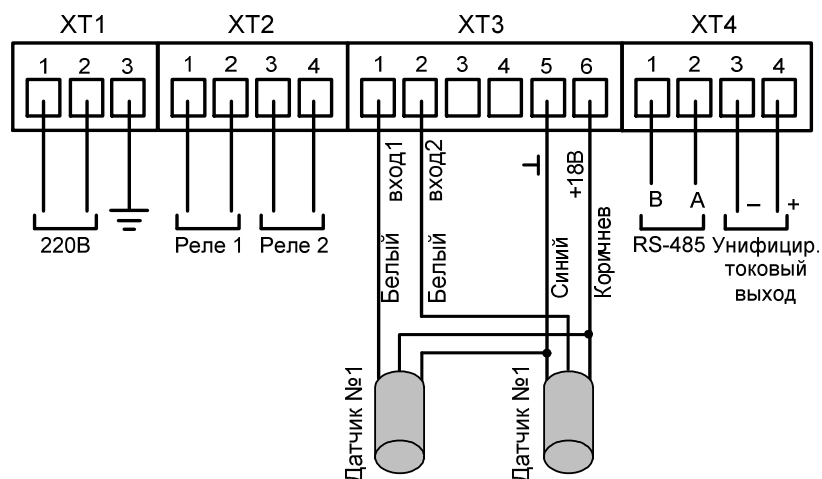 XT1 XT2 XT3 XT4
1 2 3 1 2 3 4 1 2 3 4 5 6 1 2 3 4
вход1
вход2
+18В
В А – +
220В Реле 1 Реле 2 RS-485 Унифицир.
токовый
выход
Белый
Белый
Синий
Коричнев
Датчик №1
Датчик №1